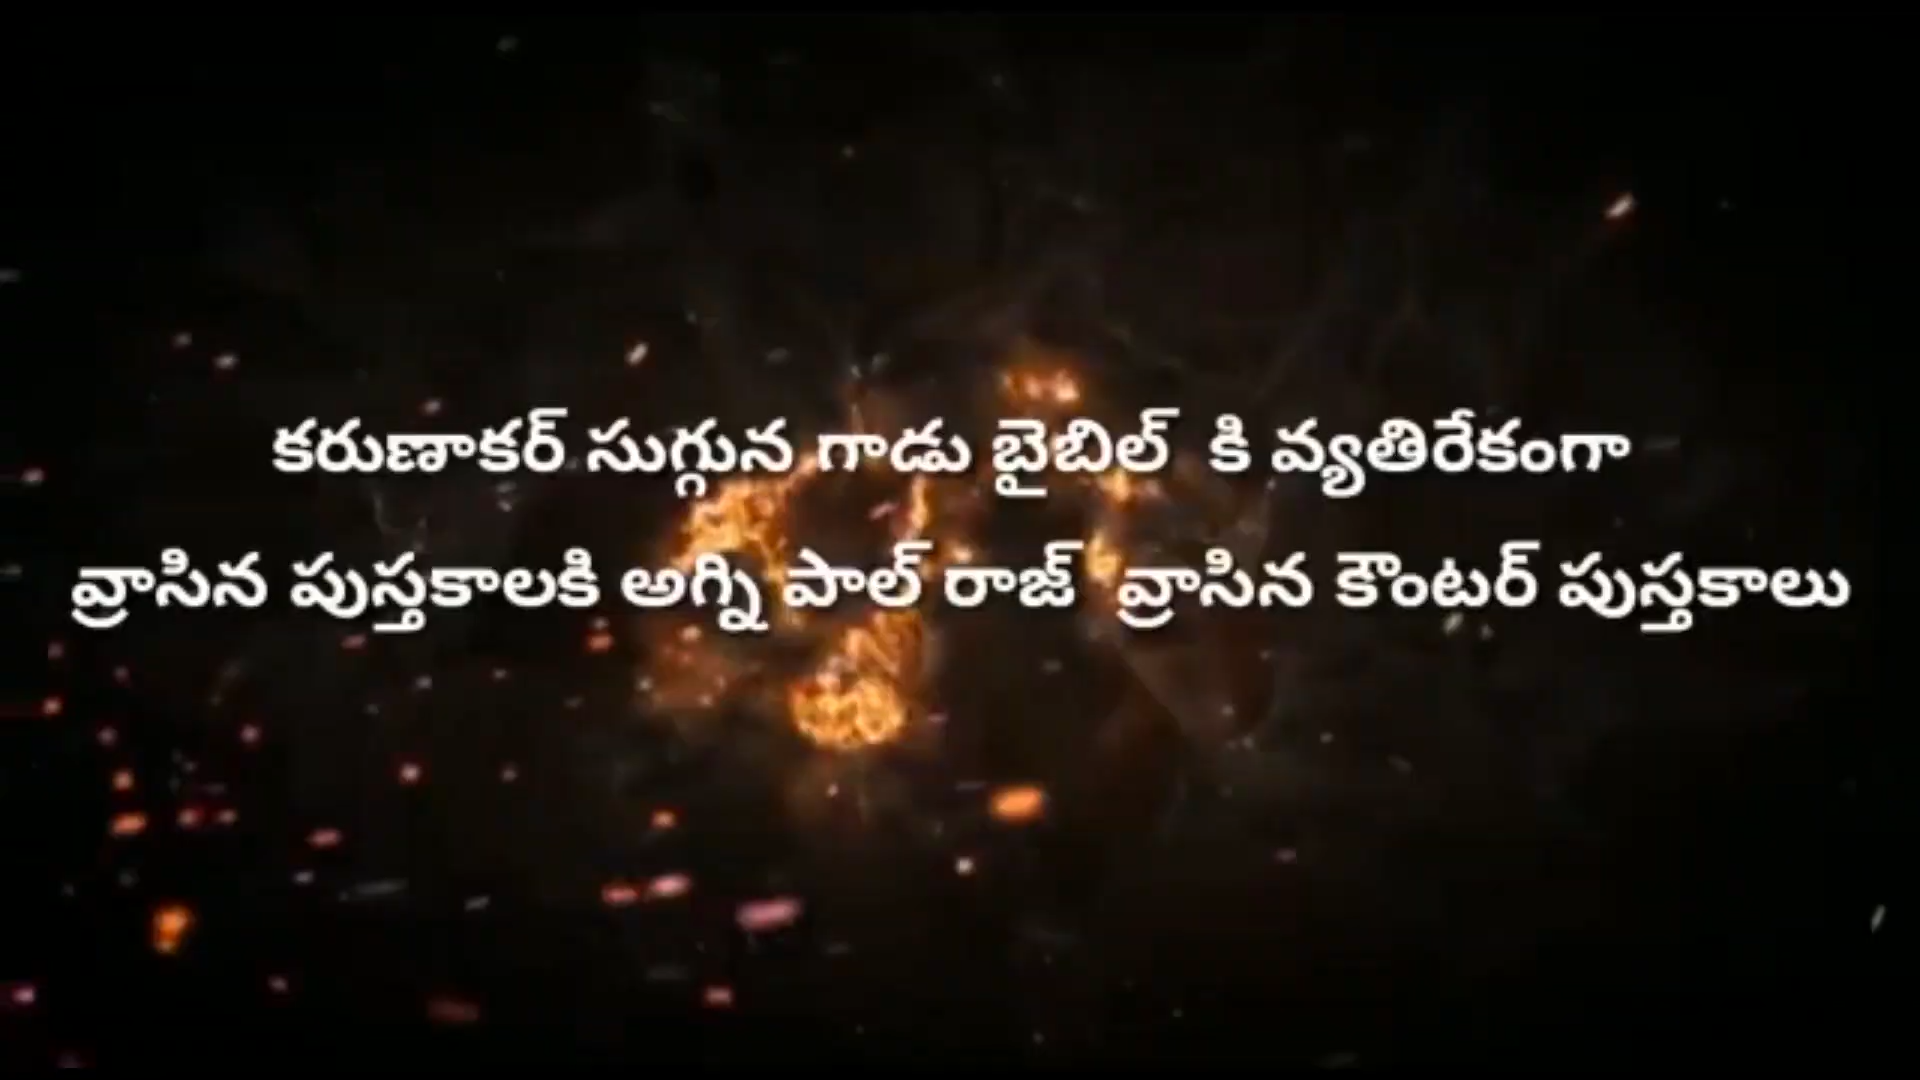 కరుణాకర్ సుగ్గున గాడు బైబిల్ కి వ్యతిరేకంగా
వ్రాసిన పుస్తకాలకి అగ్ని పాల్ రాజ్ వ్రాసిన కౌంటర్ పుస్తకాలు